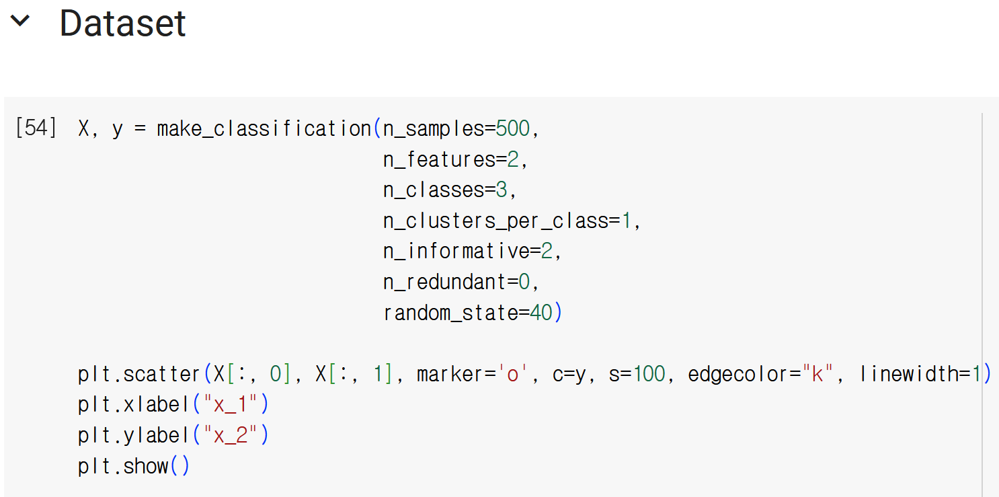 Dataset
[54] X, y = make_classification(n_samples=500,
n_features=2,
n_classes=3,
n_clusters_per_class=1,
n_informative=2,
n_redundant=0,
random_state=40)
plt.scatter(X[:, 0], X[:, 1], marker='o', c=y, s=100, edgecolor="k", linewidth=1)
plt.xlabel("x_1")
plt.ylabel("x_2")
plt.show()